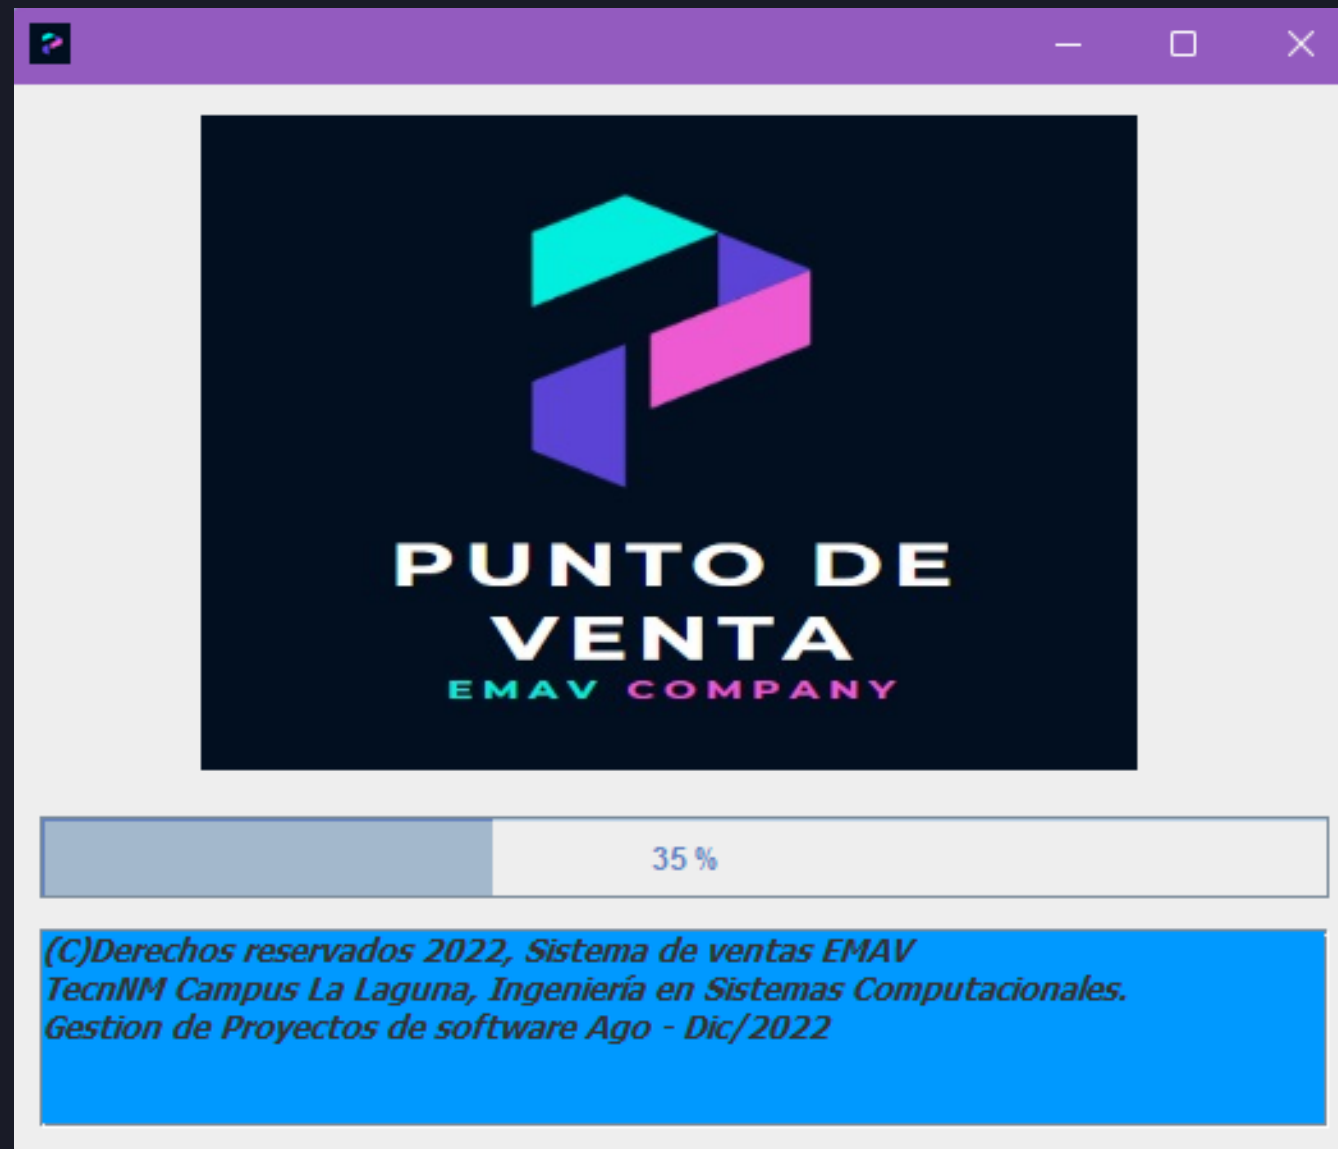 PUNTO DE
VENTA
EMAV COMPANY
35 %
(C)Derechos reservados 2022, Sistema de ventas EMAV
TecnNM Campus La Laguna, Ingeniería en Sistemas Computacionales.
Gestion de Proyectos de software Ago - Dic/2022